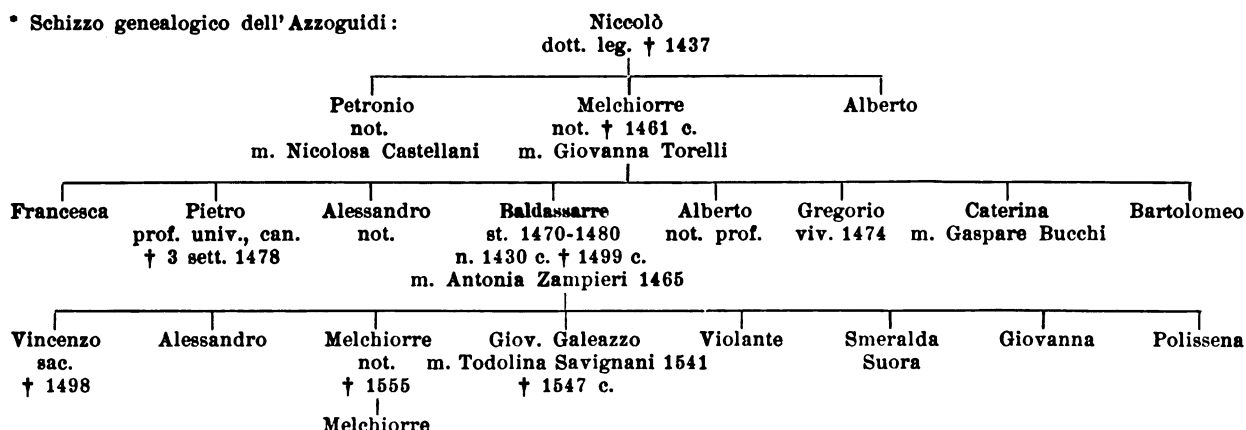 * Schizzo genealogico dell'Azzoguidi:
Niccolò
dott. leg. † 1437
Petronio Melchiorre Alberto
not. not. † 1461 c.
m. Nicolosa Castellani m. Giovanna Torelli
Francesca Pietro Alessandro Baldassarre Alberto Gregorio Caterina Bartolomeo
prof. univ., can. not. st. 1470-1480 not. prof. viv. 1474 m. Gaspare Bucchi
† 3 sett. 1478 n. 1430 c. † 1499 c.
m. Antonia Zampieri 1465
Vincenzo Alessandro Melchiorre Giov. Galeazzo Violante Smeralda Giovanna Polissena
sac. not. m. Todolina Savignani 1541 Suora
† 1498 † 1555 † 1547 c.
Melchiorre